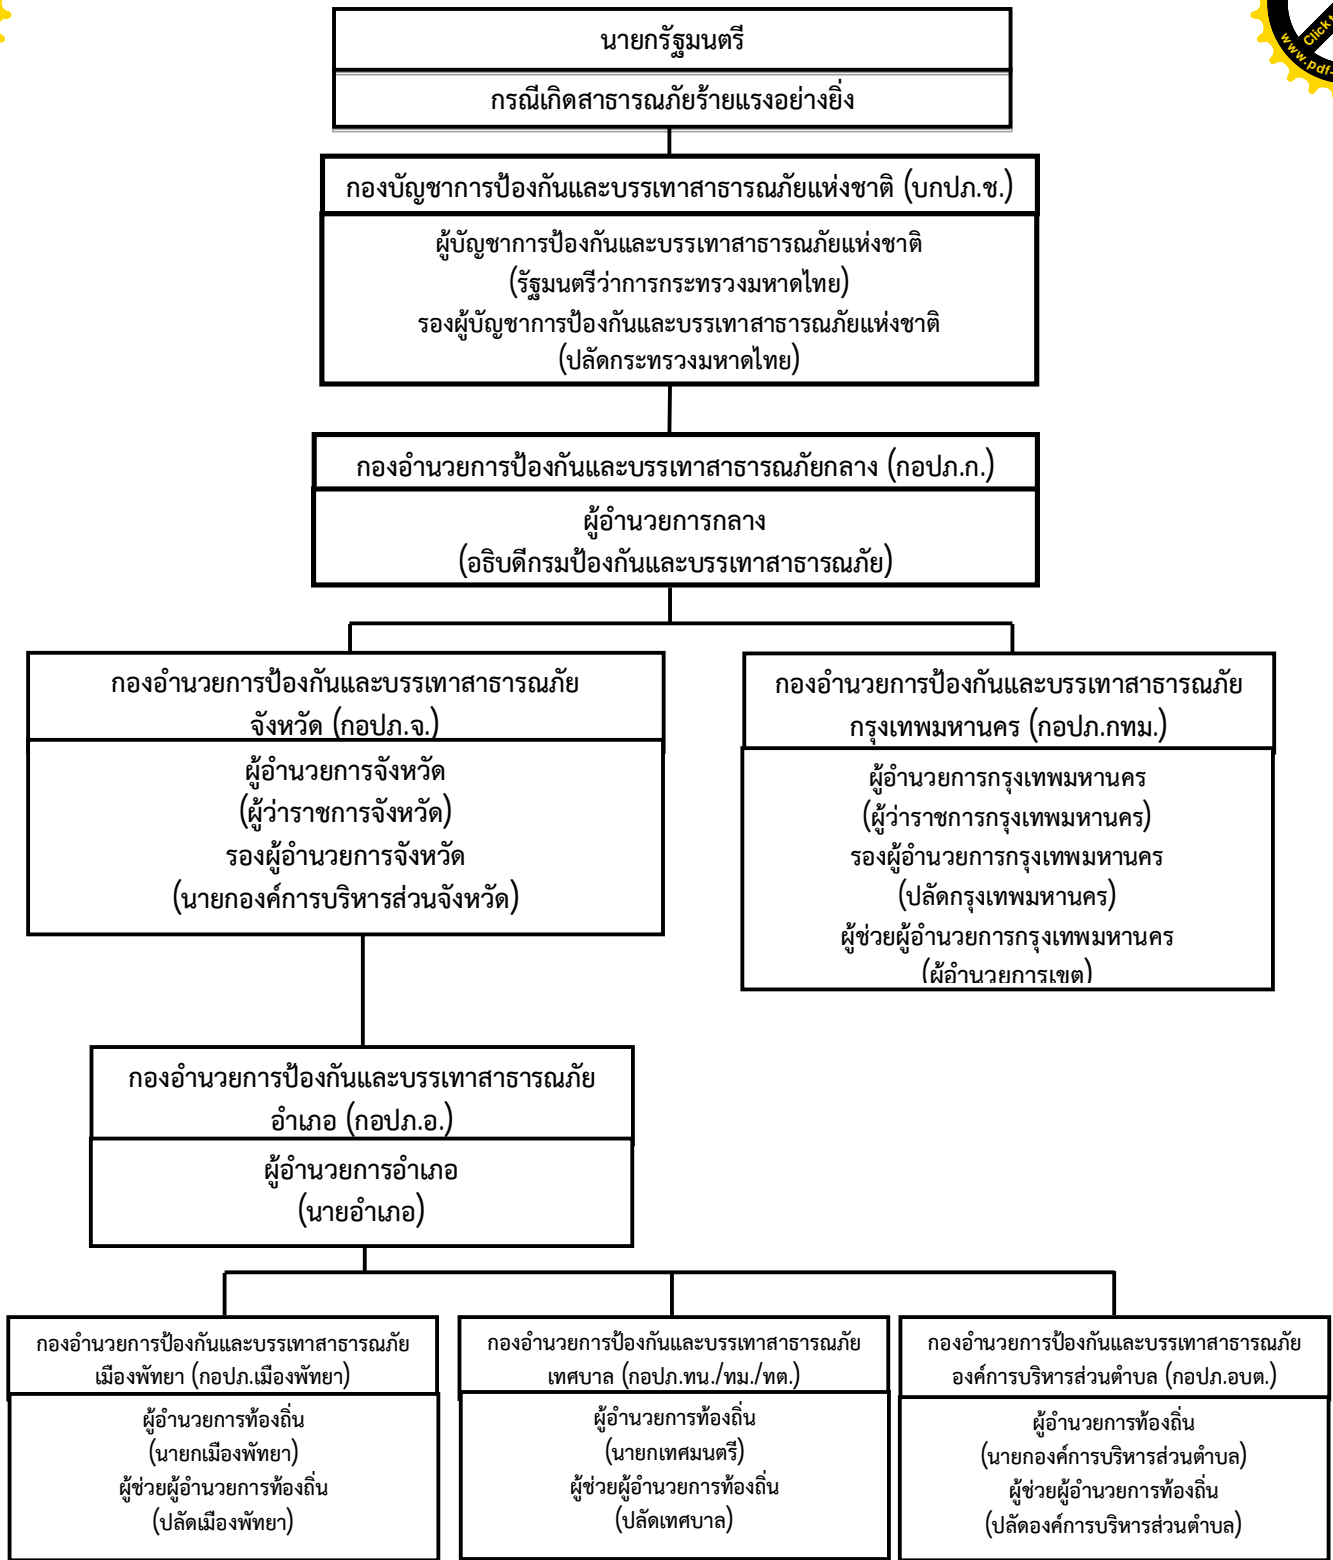 นายกรัฐมนตรี
กรณีเกิดสาธารณภัยร้ายแรงอย่างยิ่ง
Click t
www.pdf-
กองบัญชาการป้องกันและบรรเทาสาธารณภัยแห่งชาติ (บกปภ.ช.)
ผู้บัญชาการป้องกันและบรรเทาสาธารณภัยแห่งชาติ
(รัฐมนตรีว่าการกระทรวงมหาดไทย)
รองผู้บัญชาการป้องกันและบรรเทาสาธารณภัยแห่งชาติ
(ปลัดกระทรวงมหาดไทย)
กองอำนวยการป้องกันและบรรเทาสาธารณภัยกลาง (กอปภ.ก.)
ผู้อำนวยการกลาง
(อธิบดีกรมป้องกันและบรรเทาสาธารณภัย)
กองอำนวยการป้องกันและบรรเทาสาธารณภัย
จังหวัด (กอปภ.จ.)
ผู้อำนวยการจังหวัด
(ผู้ว่าราชการจังหวัด)
รองผู้อำนวยการจังหวัด
(นายกองค์การบริหารส่วนจังหวัด)
กองอำนวยการป้องกันและบรรเทาสาธารณภัย
กรุงเทพมหานคร (กอปภ.กทม.)
ผู้อำนวยการกรุงเทพมหานคร
(ผู้ว่าราชการกรุงเทพมหานคร)
รองผู้อำนวยการกรุงเทพมหานคร
(ปลัดกรุงเทพมหานคร)
ผู้ช่วยผู้อำนวยการกรุงเทพมหานคร
(ผู้อำนวยการเขต)
กองอำนวยการป้องกันและบรรเทาสาธารณภัย
อำเภอ (กอปภ.อ.)
ผู้อำนวยการอำเภอ
(นายอำเภอ)
กองอำนวยการป้องกันและบรรเทาสาธารณภัย
เมืองพัทยา (กอปภ.เมืองพัทยา)
ผู้อำนวยการท้องถิ่น
(นายกเมืองพัทยา)
ผู้ช่วยผู้อำนวยการท้องถิ่น
(ปลัดเมืองพัทยา)
กองอำนวยการป้องกันและบรรเทาสาธารณภัย
เทศบาล (กอปภ.ทน./ทม./ทต.)
ผู้อำนวยการท้องถิ่น
(นายกเทศมนตรี)
ผู้ช่วยผู้อำนวยการท้องถิ่น
(ปลัดเทศบาล)
กองอำนวยการป้องกันและบรรเทาสาธารณภัย
องค์การบริหารส่วนตำบล (กอปภ.อบต.)
ผู้อำนวยการท้องถิ่น
(นายกองค์การบริหารส่วนตำบล)
ผู้ช่วยผู้อำนวยการท้องถิ่น
(ปลัดองค์การบริหารส่วนตำบล)